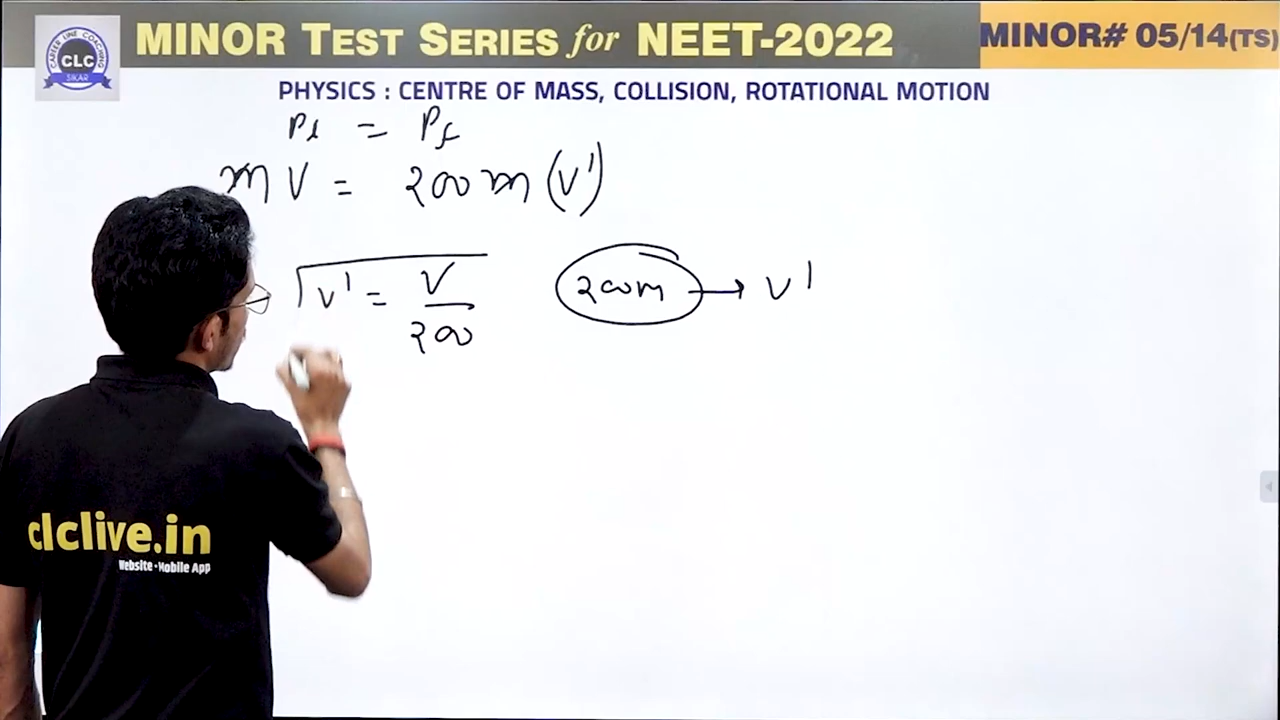 CAREER LINE COACHING
CLC
SIKAR
MINOR TEST SERIES for NEET-2022
MINOR# 05/14(TS)
PHYSICS : CENTRE OF MASS, COLLISION, ROTATIONAL MOTION
Pi = Pf
mV = 200m(v')
v' = V/200
200m → v'
clclive.in
Website • Mobile App